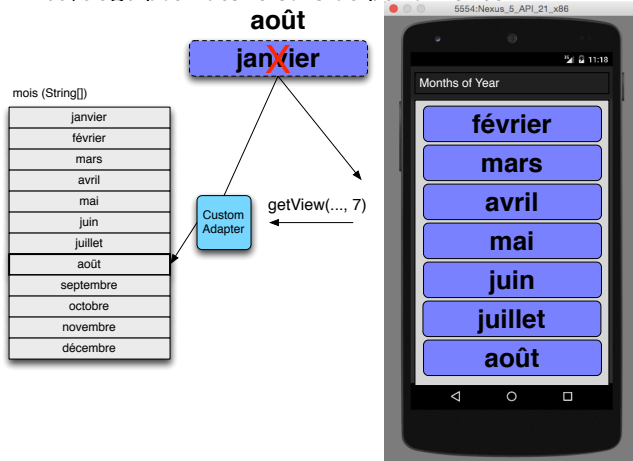 août
5554:Nexus_5_API_21_x86
janvier
X
11:18
mois (String[])
Months of Year
janvier
février
mars
avril
mai
juin
juillet
août
septembre
octobre
novembre
décembre
Custom
Adapter
getView(..., 7)
février
mars
avril
mai
juin
juillet
août